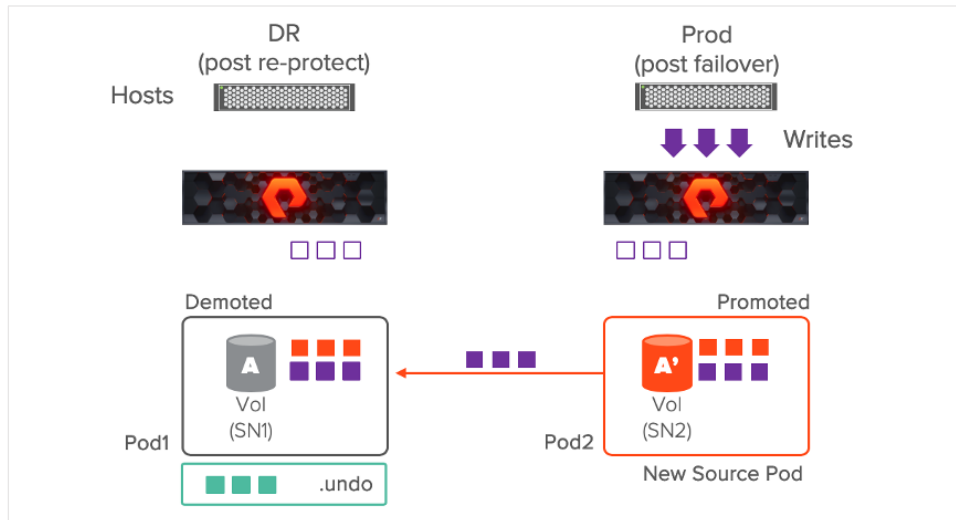 DR
(post re-protect)
Prod
(post failover)
Hosts
Writes
Demoted
Promoted
A
Vol
(SN1)
A'
Vol
(SN2)
Pod1
Pod2
.undo
New Source Pod